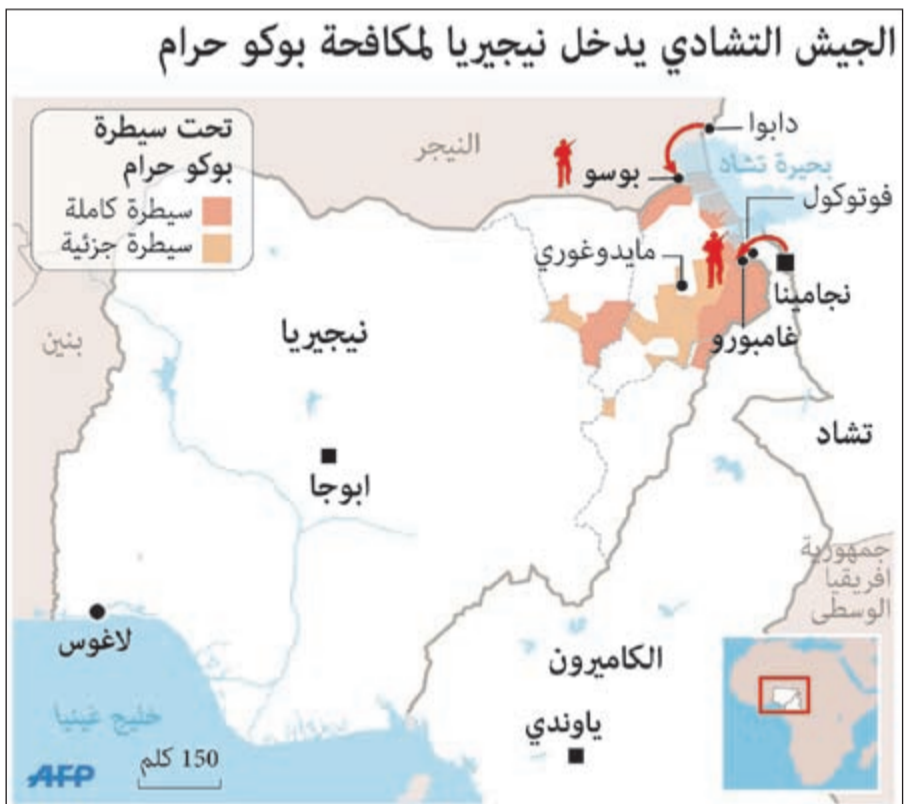 الجيش التشادي يدخل نيجيريا لمكافحة بوكو حرام
تحت سيطرة
بوكو حرام
سيطرة كاملة
سيطرة جزئية
النيجر
دابوا
بحيرة تشاد
بوسو
فوتوكول
مايدوغوري
نجامينا
غامبورو
بنين
نيجيريا
تشاد
ابوجا
جمهورية
افريقيا
الوسطى
لاغوس
الكاميرون
خليج غينيا
ياوندي
150 كلم
AFP